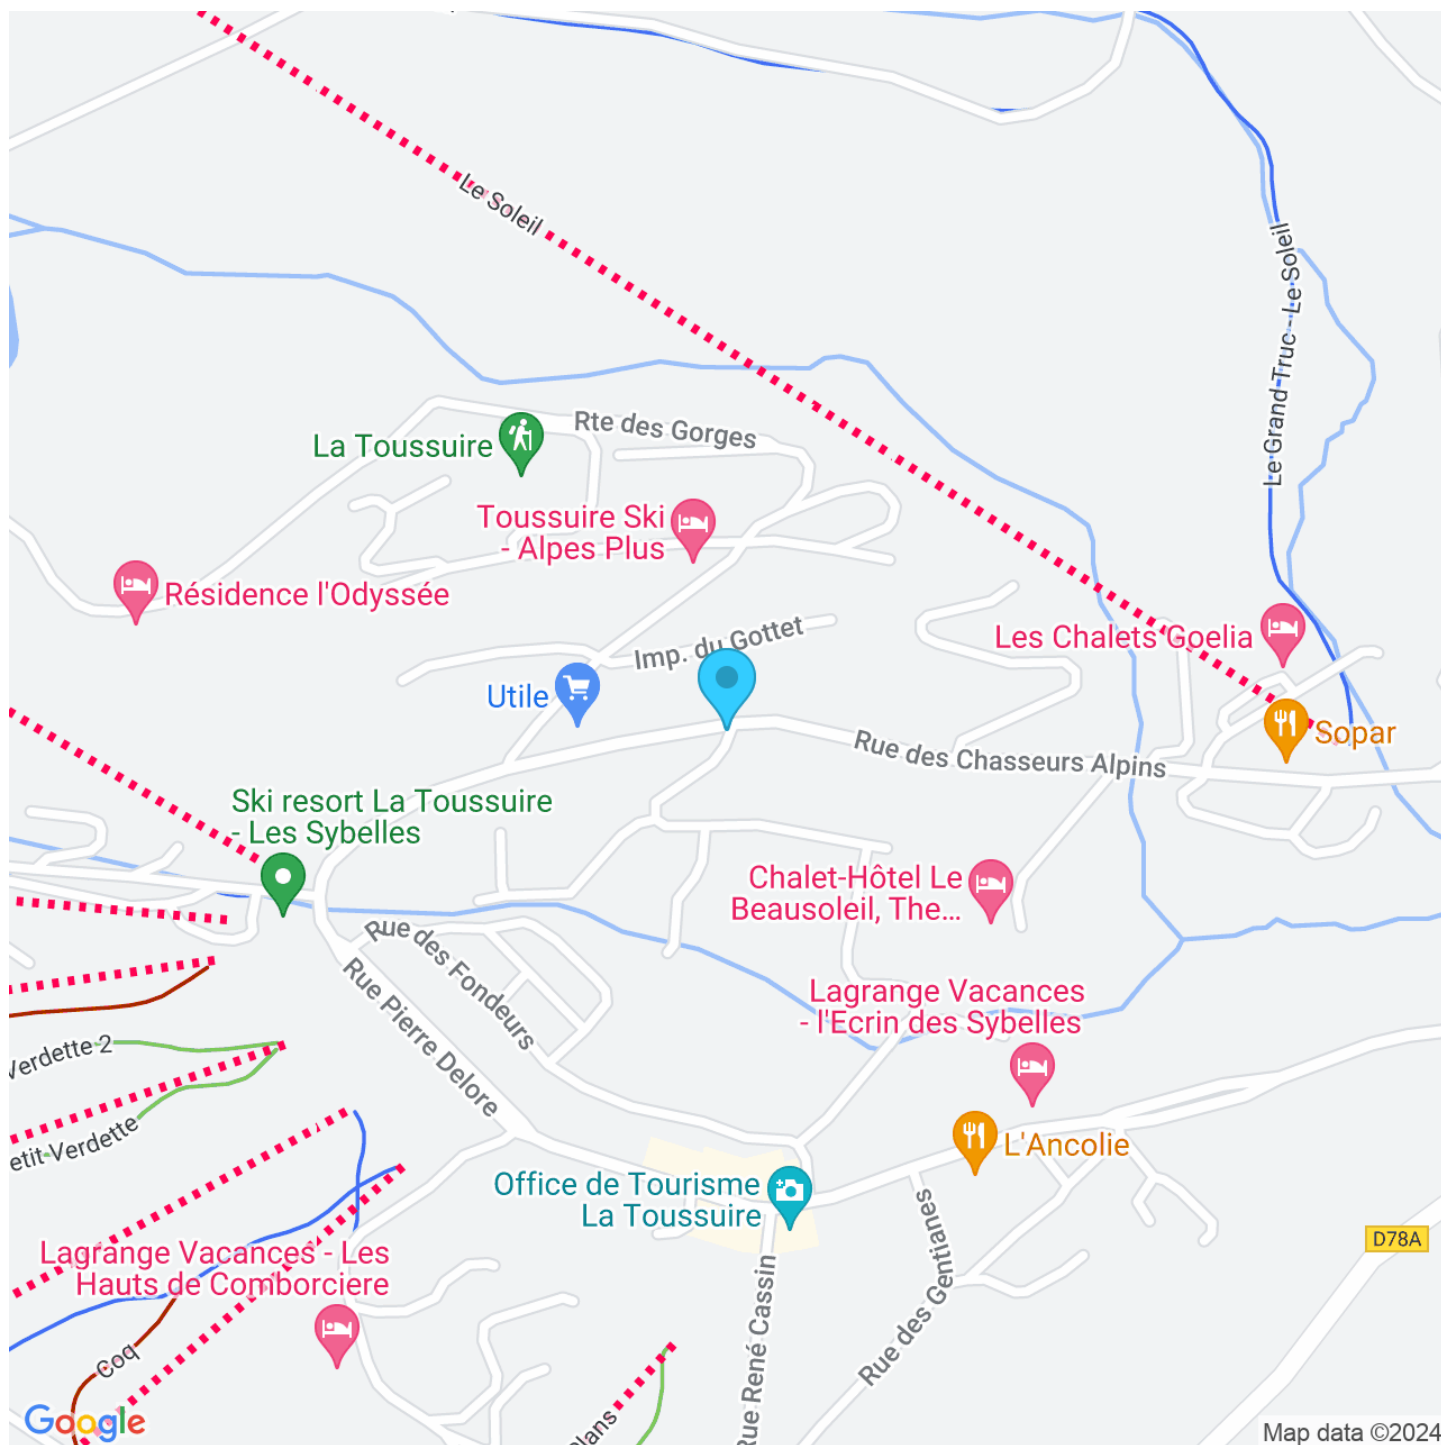 Le Soleil
Le Grand Truc - Le Soleil
Rte des Gorges
La Toussuire
Toussuire Ski
- Alpes Plus
Résidence l'Odyssée
Imp. du Gottet
Les Chalets Goelia
Utile
Sopar
Rue des Chasseurs Alpins
Ski resort La Toussuire
- Les Sybelles
Chalet-Hôtel Le
Beausoleil, The...
Rue des Fondeurs
Rue Pierre Delore
Lagrange Vacances
- l'Ecrin des Sybelles
Verdette 2
etit Verdette
L'Ancolie
Office de Tourisme
La Toussuire
Rue des Gentianes
D78A
Lagrange Vacances - Les
Hauts de Comborciere
Rue René Cassin
Coq
Plans
Google
Map data ©2024